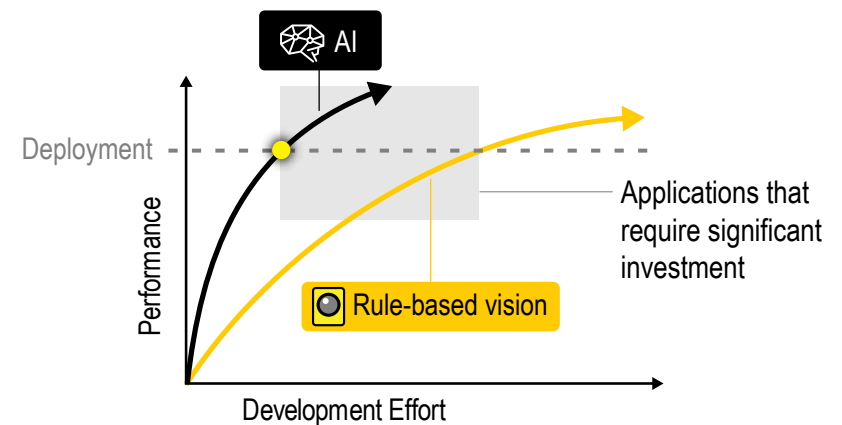 AI
Deployment
Performance
Applications that
require significant
investment
Rule-based vision
Development Effort